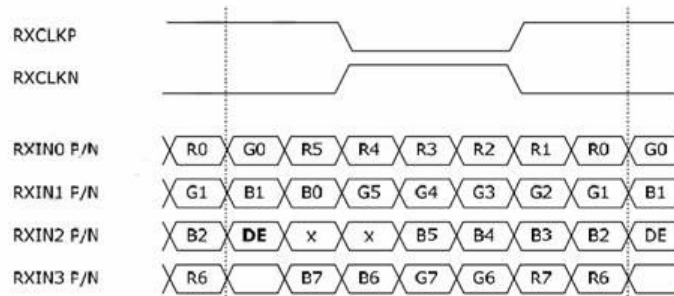 RXCLKP
RXCLKN
RXIN0 P/N R0 G0 R5 R4 R3 R2 R1 R0 G0
RXIN1 P/N G1 B1 B0 G5 G4 G3 G2 G1 B1
RXIN2 P/N B2 DE x x B5 B4 B3 B2 DE
RXIN3 P/N R6 B7 B6 G7 G6 R7 R6